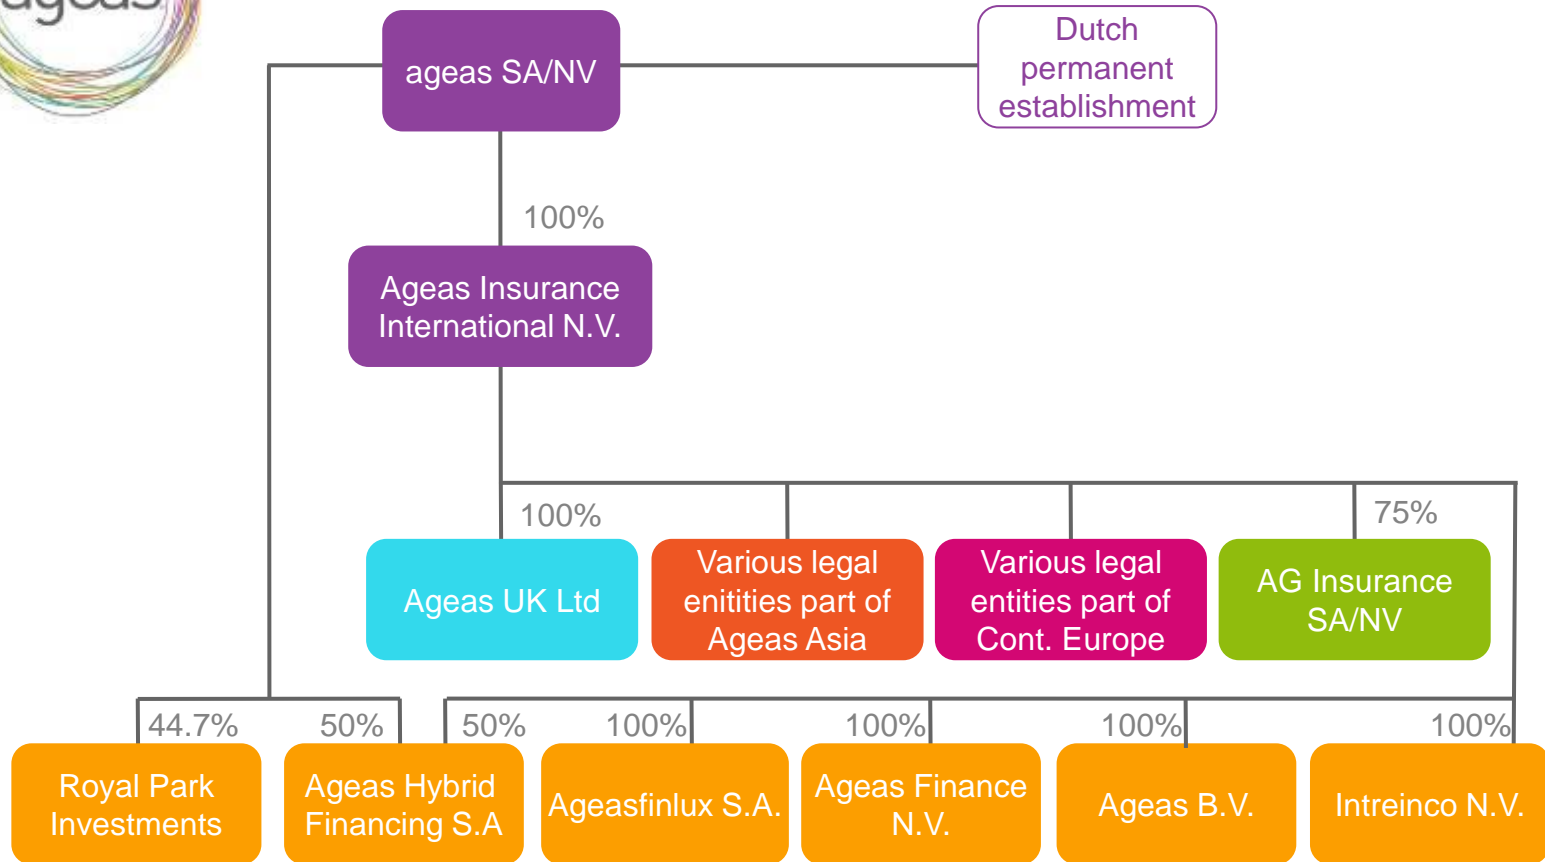 ageas
ageas SA/NV
Dutch
permanent
establishment
100%
Ageas Insurance
International N.V.
100%
75%
Ageas UK Ltd
Various legal
enitities part of
Ageas Asia
Various legal
entities part of
Cont. Europe
AG Insurance
SA/NV
44.7%
50%
50%
100%
100%
100%
100%
Royal Park
Investments
Ageas Hybrid
Financing S.A
Ageasfinlux S.A.
Ageas Finance
N.V.
Ageas B.V.
Intreinco N.V.